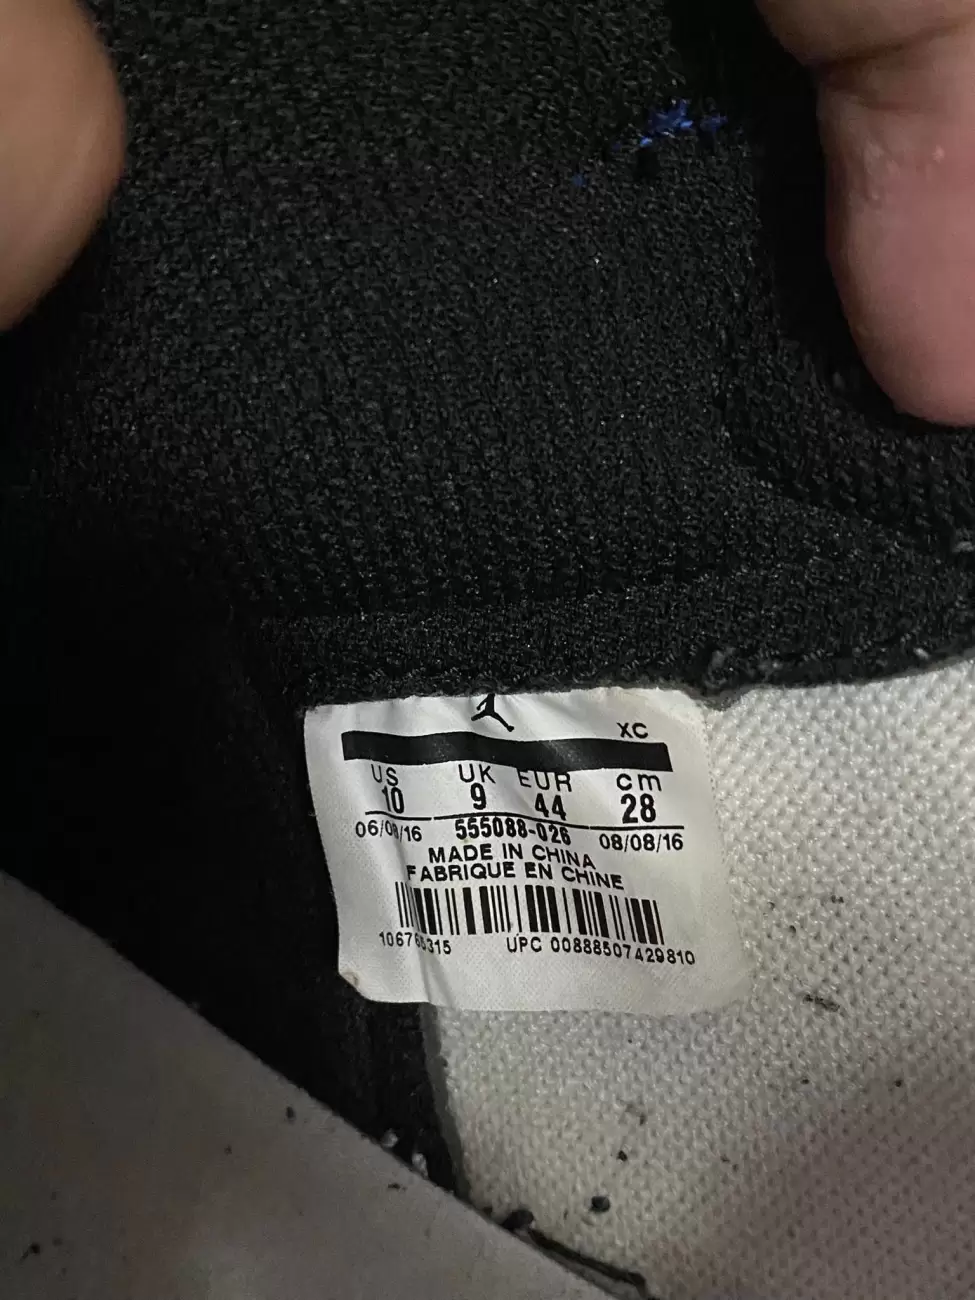 XC
US UK EUR cm
10 9 44 28
06/08/16 555088-026 08/08/16
MADE IN CHINA
FABRIQUE EN CHINE
UPC 00888507429810